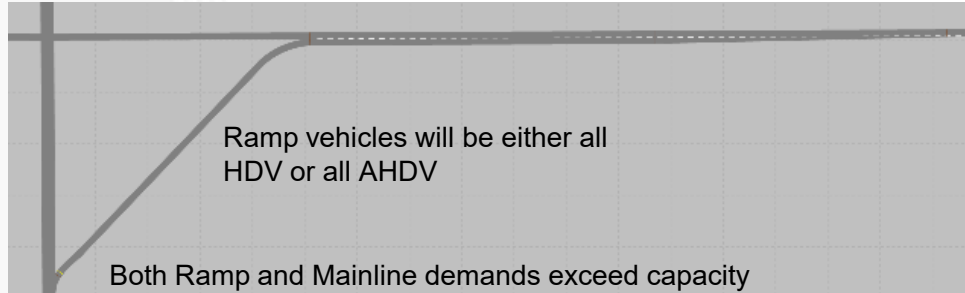 Ramp vehicles will be either all
HDV or all AHDV
Both Ramp and Mainline demands exceed capacity